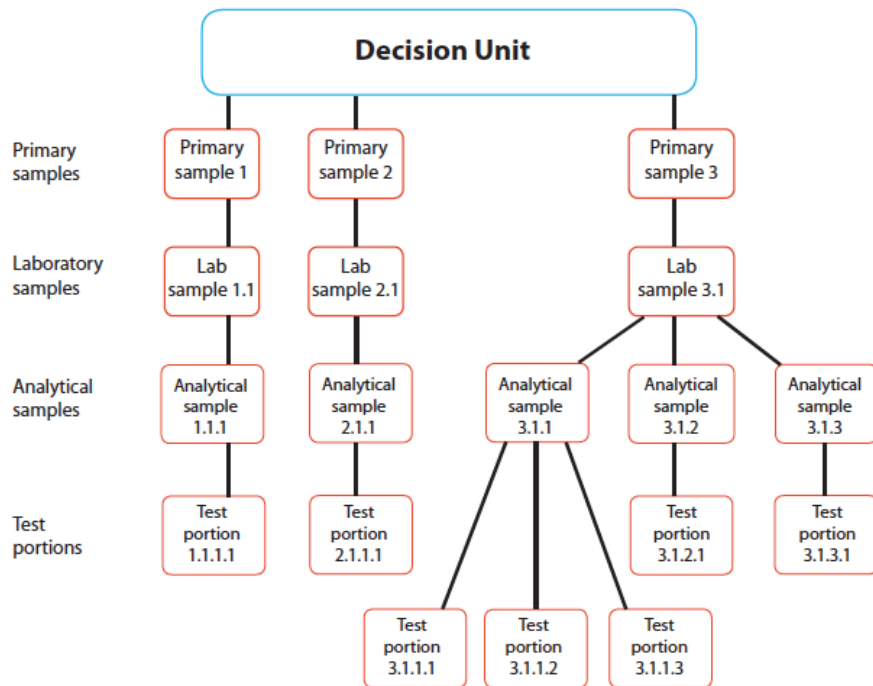 Decision Unit
Primary
samples
Primary
sample 1
Primary
sample 2
Primary
sample 3
Laboratory
samples
Lab
sample 1.1
Lab
sample 2.1
Lab
sample 3.1
Analytical
samples
Analytical
sample
1.1.1
Analytical
sample
2.1.1
Analytical
sample
3.1.1
Analytical
sample
3.1.2
Analytical
sample
3.1.3
Test
portions
Test
portion
1.1.1.1
Test
portion
2.1.1.1
Test
portion
3.1.2.1
Test
portion
3.1.3.1
Test
portion
3.1.1.1
Test
portion
3.1.1.2
Test
portion
3.1.1.3